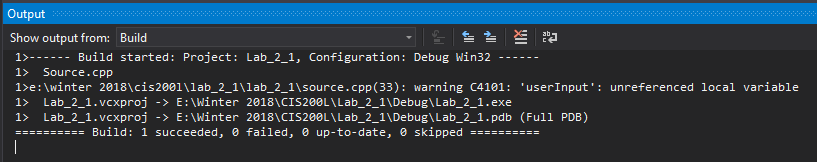 Output
Show output from: Build
1>------ Build started: Project: Lab_2_1, Configuration: Debug Win32 ------
1>  Source.cpp
1>e:\winter 2018\cis200l\lab_2_1\lab_2_1\source.cpp(33): warning C4101: 'userInput': unreferenced local variable
1>  Lab_2_1.vcxproj -> E:\Winter 2018\CIS200L\Lab_2_1\Debug\Lab_2_1.exe
1>  Lab_2_1.vcxproj -> E:\Winter 2018\CIS200L\Lab_2_1\Debug\Lab_2_1.pdb (Full PDB)
========== Build: 1 succeeded, 0 failed, 0 up-to-date, 0 skipped ==========